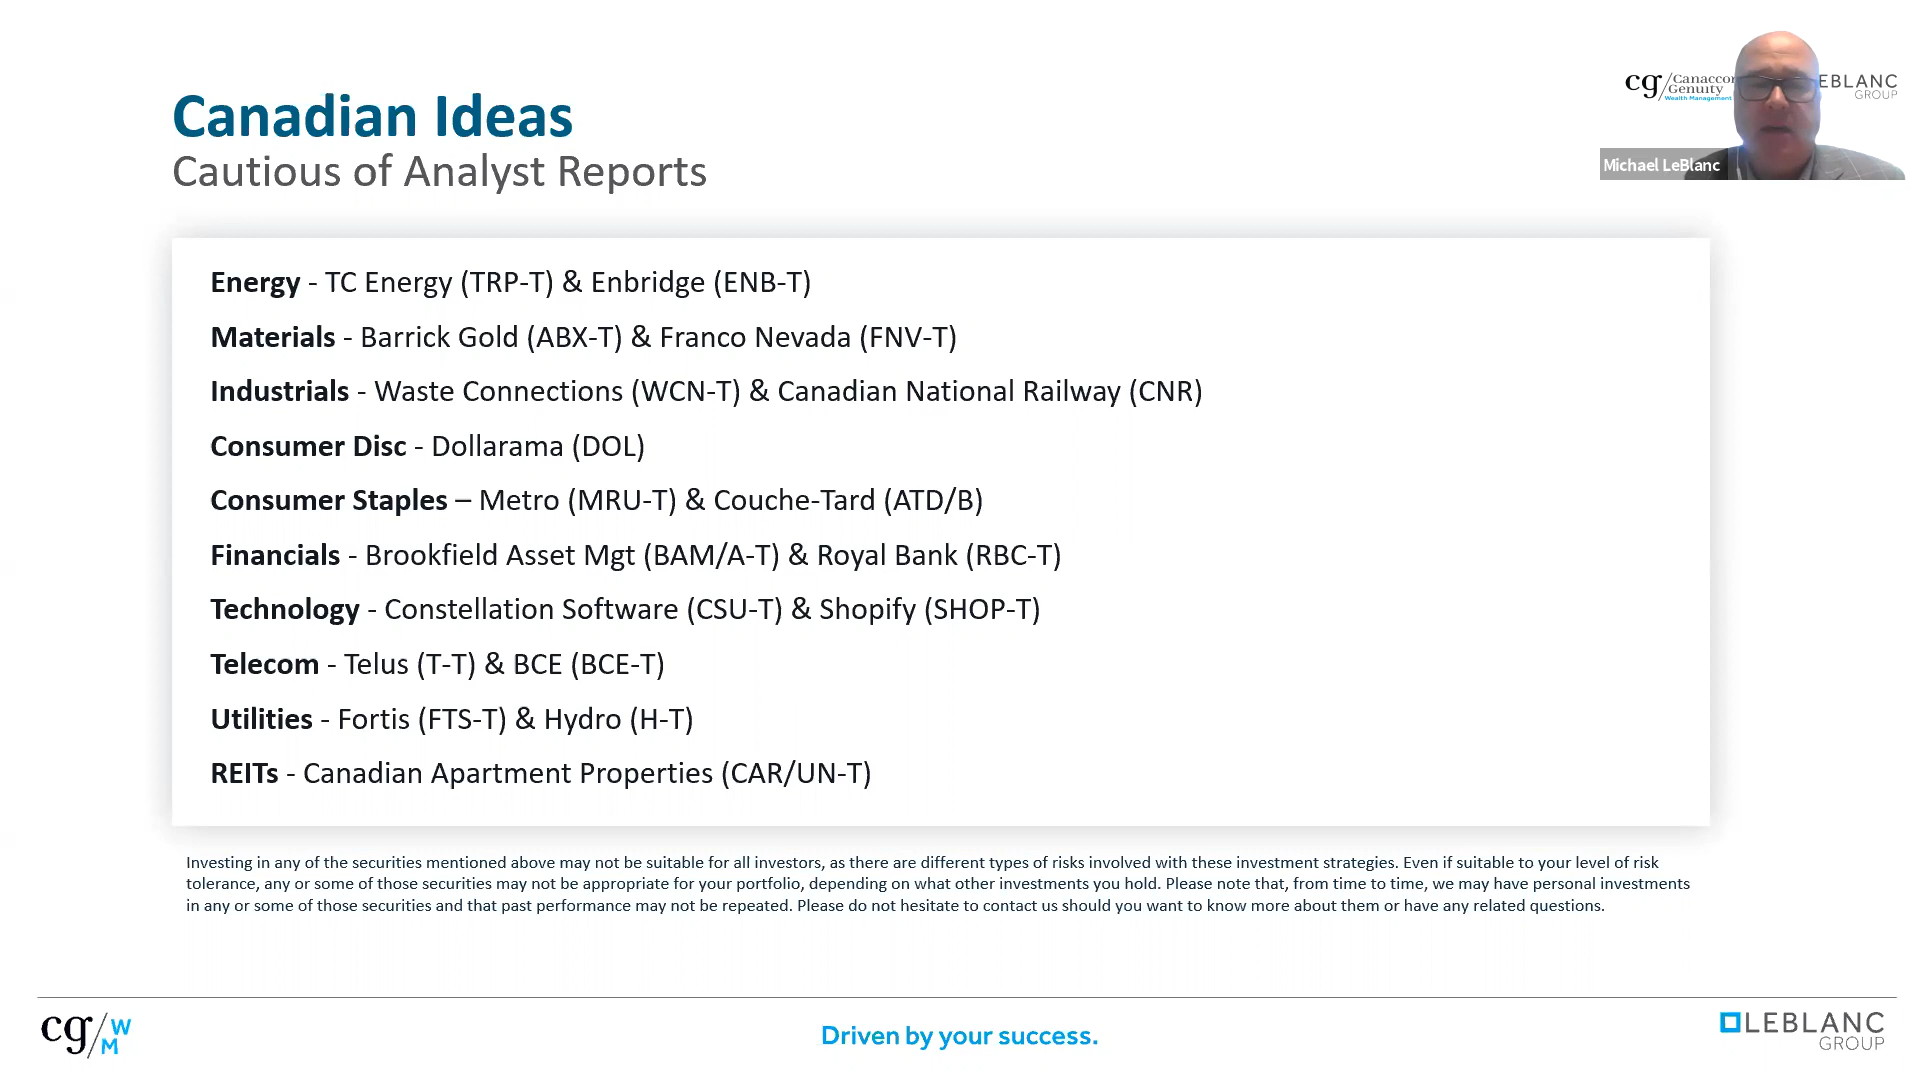 Canadian Ideas
Cautious of Analyst Reports
cg/Canaccor
Genuity
Wealth Management
EBLANC
GROUP
Michael LeBlanc
Energy - TC Energy (TRP-T) & Enbridge (ENB-T)
Materials - Barrick Gold (ABX-T) & Franco Nevada (FNV-T)
Industrials - Waste Connections (WCN-T) & Canadian National Railway (CNR)
Consumer Disc - Dollarama (DOL)
Consumer Staples – Metro (MRU-T) & Couche-Tard (ATD/B)
Financials - Brookfield Asset Mgt (BAM/A-T) & Royal Bank (RBC-T)
Technology - Constellation Software (CSU-T) & Shopify (SHOP-T)
Telecom - Telus (T-T) & BCE (BCE-T)
Utilities - Fortis (FTS-T) & Hydro (H-T)
REITs - Canadian Apartment Properties (CAR/UN-T)
Investing in any of the securities mentioned above may not be suitable for all investors, as there are different types of risks involved with these investment strategies. Even if suitable to your level of risk
tolerance, any or some of those securities may not be appropriate for your portfolio, depending on what other investments you hold. Please note that, from time to time, we may have personal investments
in any or some of those securities and that past performance may not be repeated. Please do not hesitate to contact us should you want to know more about them or have any related questions.
cg/WM
Driven by your success.
LEBLANC
GROUP